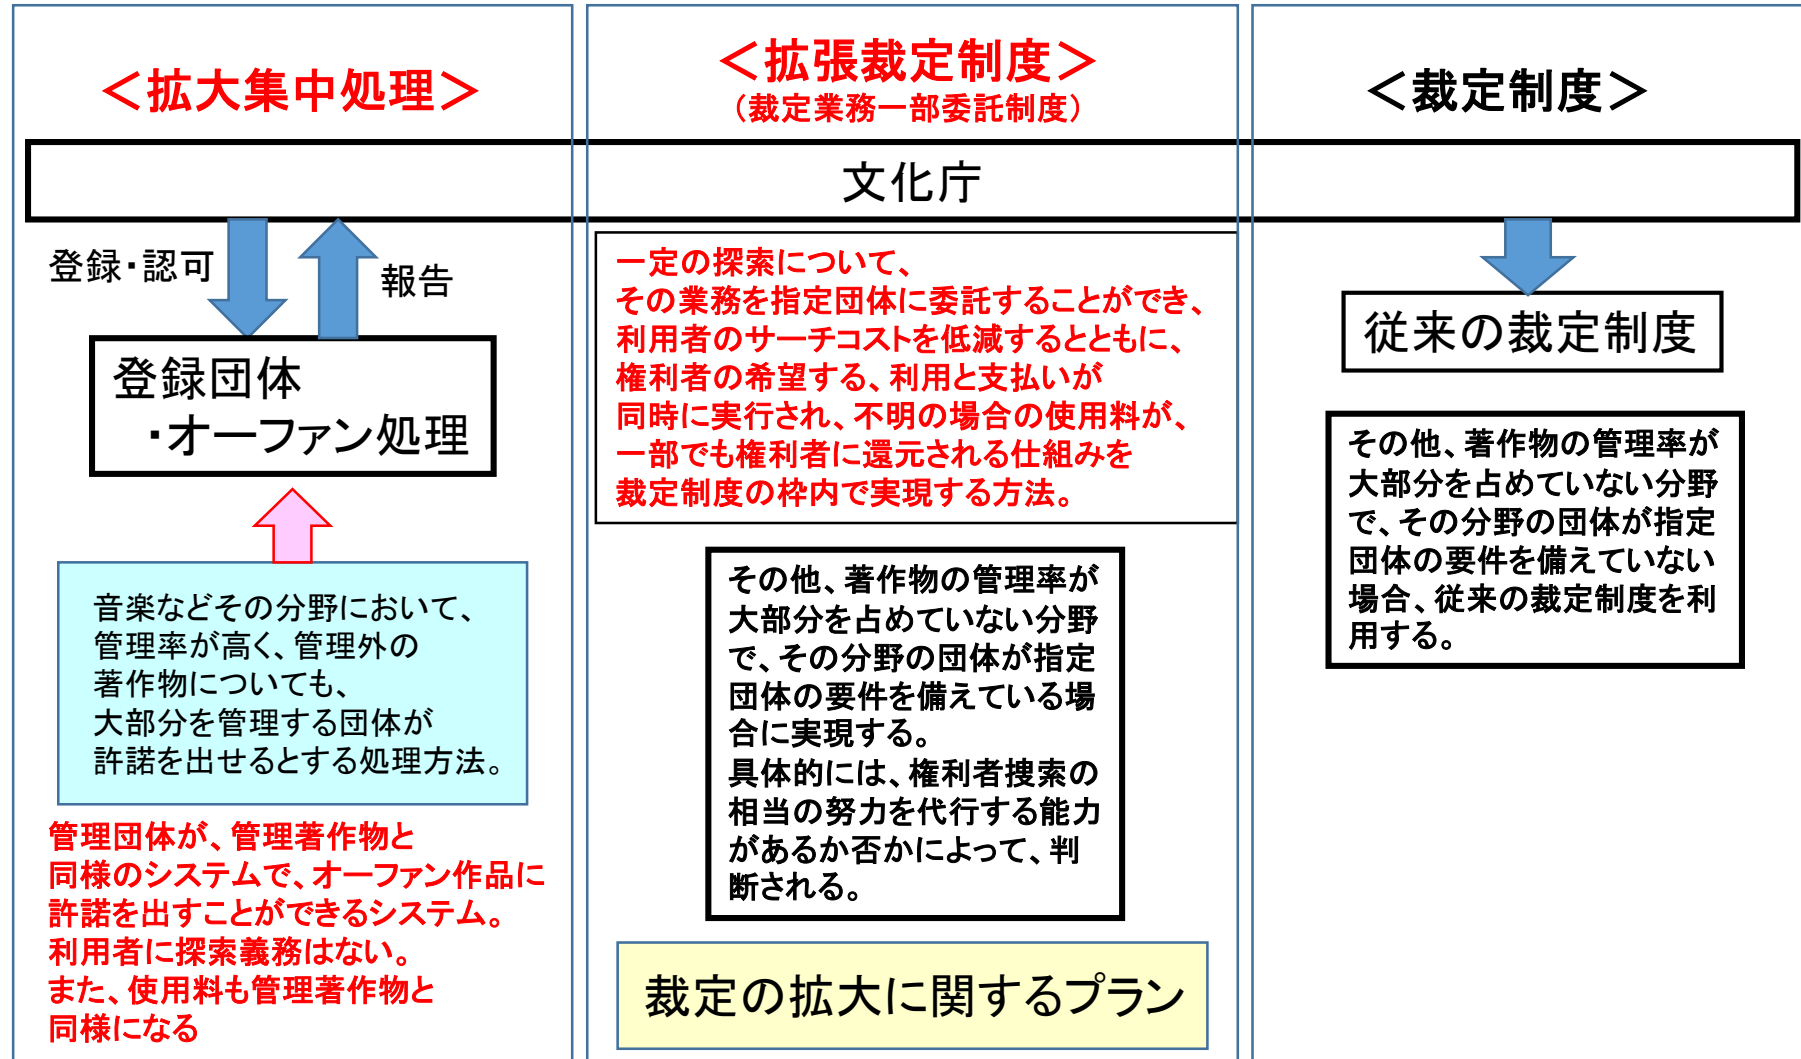 ＜拡大集中処理＞
＜拡張裁定制度＞
（裁定業務一部委託制度）
＜裁定制度＞
文化庁
登録・認可
報告
登録団体
・オーファン処理
音楽などその分野において、
管理率が高く、管理外の
著作物についても、
大部分を管理する団体が
許諾を出せるとする処理方法。
管理団体が、管理著作物と
同様のシステムで、オーファン作品に
許諾を出すことができるシステム。
利用者に探索義務はない。
また、使用料も管理著作物と
同様になる
一定の探索について、
その業務を指定団体に委託することができ、
利用者のサーチコストを低減するとともに、
権利者の希望する、利用と支払いが
同時に実行され、不明の場合の使用料が、
一部でも権利者に還元される仕組みを
裁定制度の枠内で実現する方法。
その他、著作物の管理率が
大部分を占めていない分野
で、その分野の団体が指定
団体の要件を備えている場
合に実現する。
具体的には、権利者捜索の
相当の努力を代行する能力
があるか否かによって、判
断される。
裁定の拡大に関するプラン
従来の裁定制度
その他、著作物の管理率が
大部分を占めていない分野
で、その分野の団体が指定
団体の要件を備えていない
場合、従来の裁定制度を利
用する。